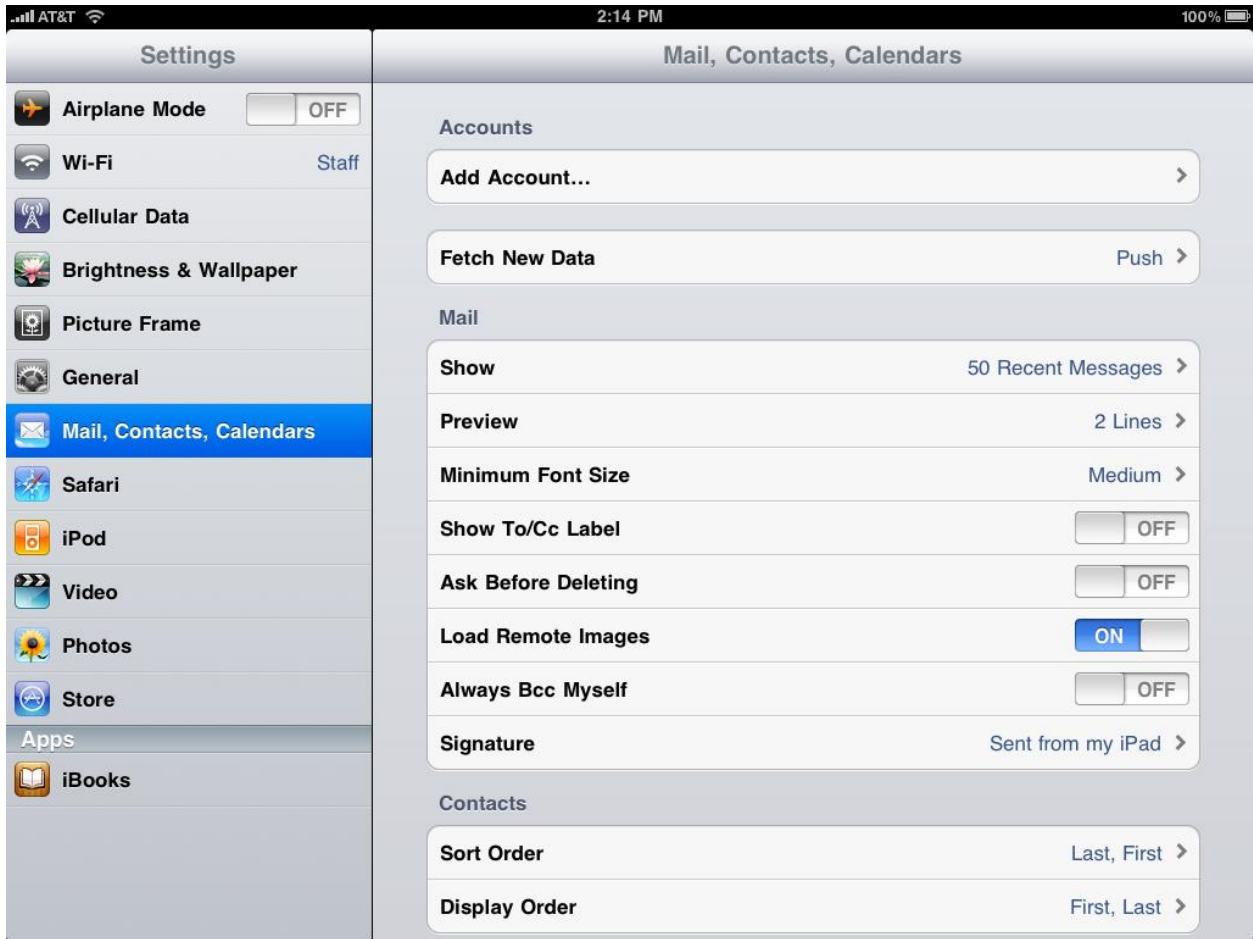 AT&T 2:14 PM 100%
Settings
Airplane Mode OFF
Wi-Fi Staff
Cellular Data
Brightness & Wallpaper
Picture Frame
General
Mail, Contacts, Calendars
Safari
iPod
Video
Photos
Store
Apps
iBooks
Mail, Contacts, Calendars
Accounts
Add Account...
Fetch New Data Push
Mail
Show 50 Recent Messages
Preview 2 Lines
Minimum Font Size Medium
Show To/Cc Label OFF
Ask Before Deleting OFF
Load Remote Images ON
Always Bcc Myself OFF
Signature Sent from my iPad
Contacts
Sort Order Last, First
Display Order First, Last